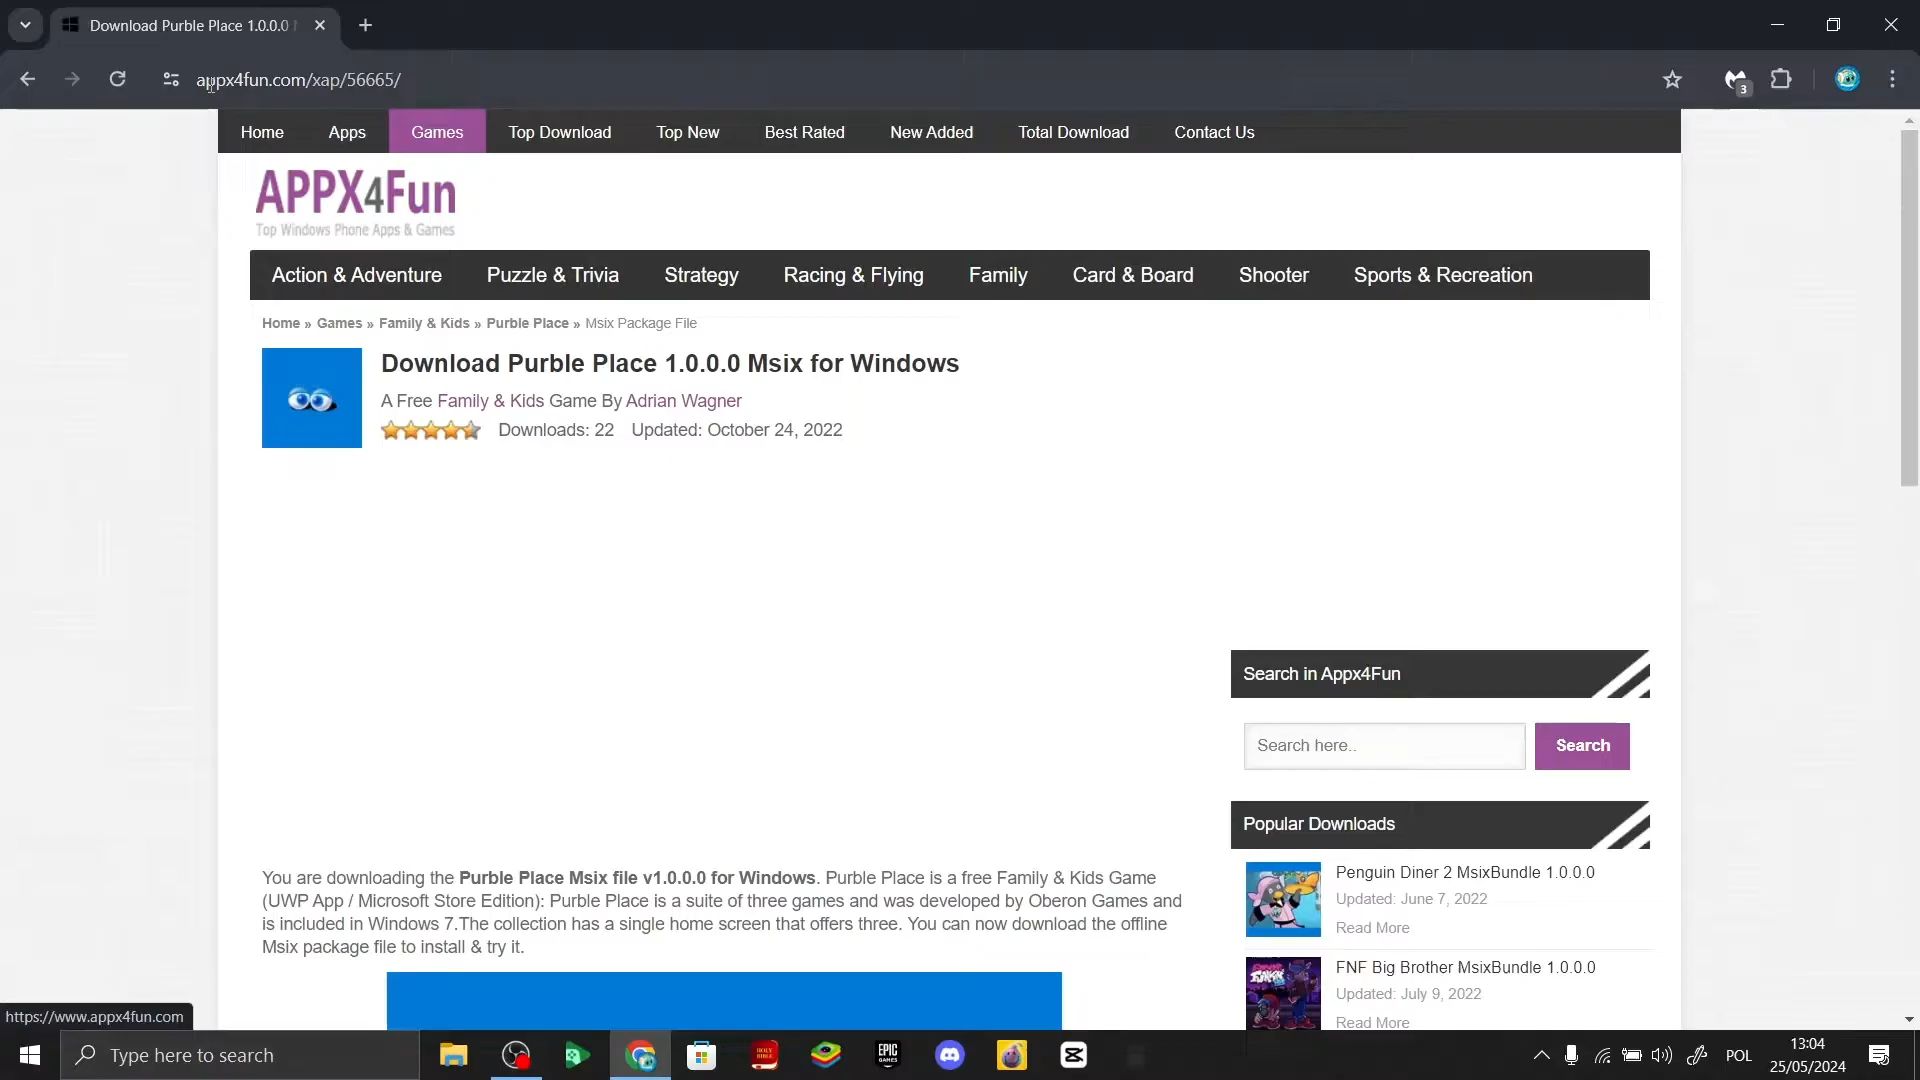 Download Purble Place 1.0.0.0
appx4fun.com/xap/56665/
3
Home Apps Games Top Download Top New Best Rated New Added Total Download Contact Us
APPX4Fun
Top Windows Phone Apps & Games
Action & Adventure Puzzle & Trivia Strategy Racing & Flying Family Card & Board Shooter Sports & Recreation
Home » Games » Family & Kids » Purble Place » Msix Package File
Download Purble Place 1.0.0.0 Msix for Windows
A Free Family & Kids Game By Adrian Wagner
Downloads: 22 Updated: October 24, 2022
Search in Appx4Fun
Search here..
Search
Popular Downloads
Penguin Diner 2 MsixBundle 1.0.0.0
Updated: June 7, 2022
Read More
FNF Big Brother MsixBundle 1.0.0.0
Updated: July 9, 2022
Read More
You are downloading the Purble Place Msix file v1.0.0.0 for Windows. Purble Place is a free Family & Kids Game
(UWP App / Microsoft Store Edition): Purble Place is a suite of three games and was developed by Oberon Games and
is included in Windows 7.The collection has a single home screen that offers three. You can now download the offline
Msix package file to install & try it.
https://www.appx4fun.com
Type here to search
HOLY BIBLE
EPIC GAMES
POL
13:04
25/05/2024